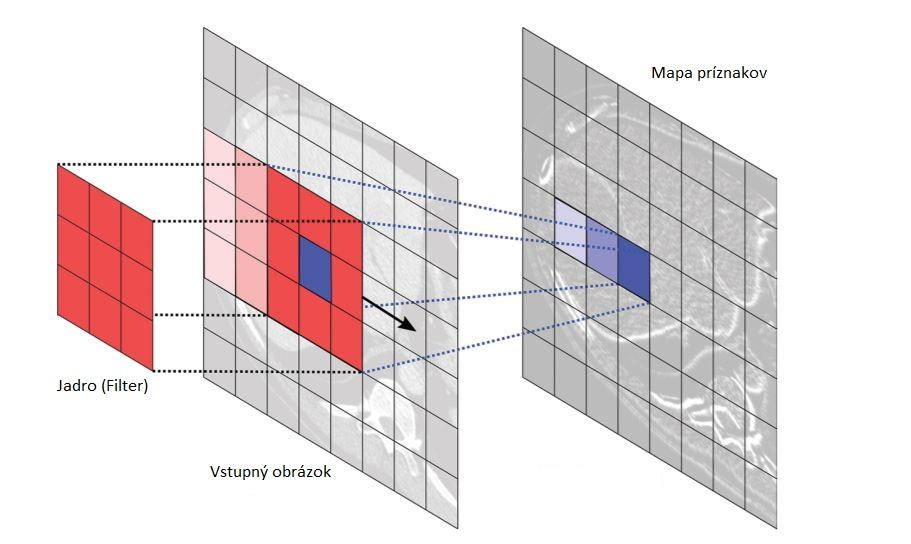 Mapa príznakov
Jadro (Filter)
Vstupný obrázok